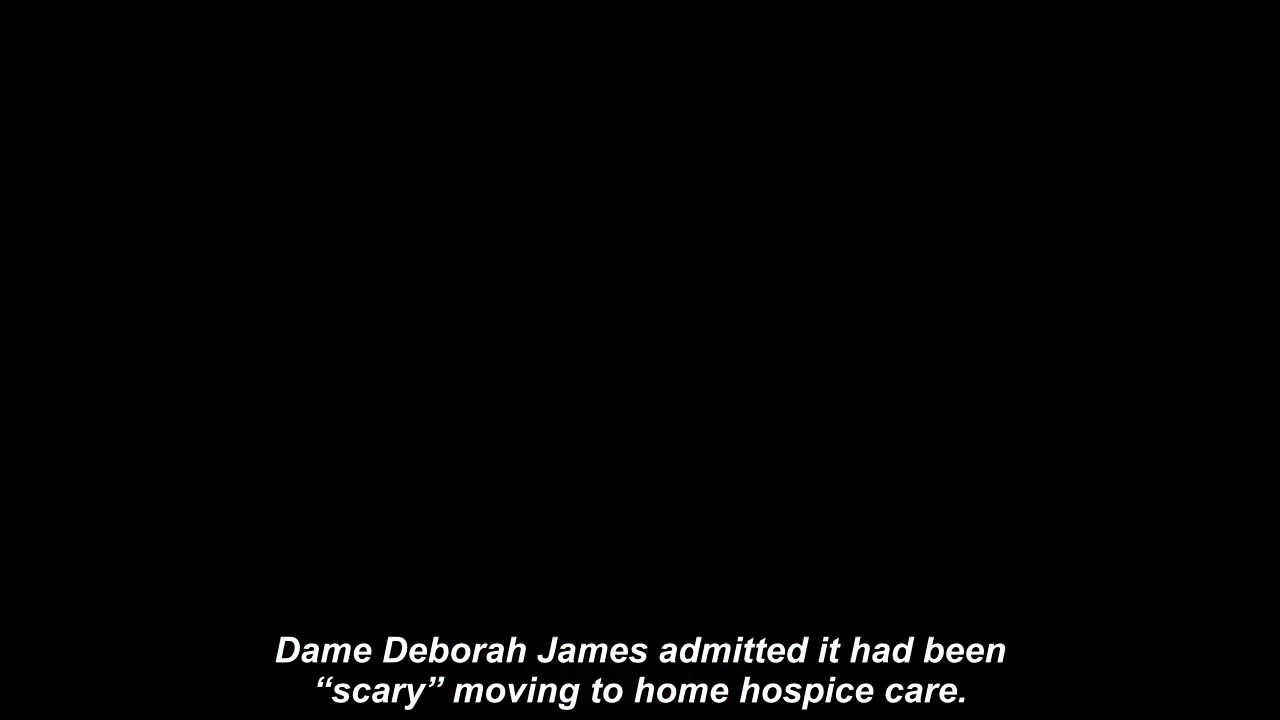 Dame Deborah James admitted it had been
“scary” moving to home hospice care.